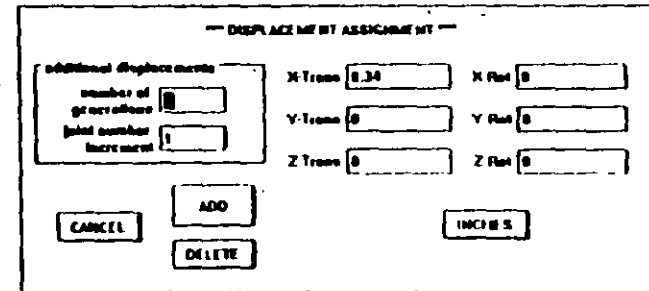 DISPLACEMENT ASSIGNMENT
additional displacements
number of
generations 0
joint number
increment 1
X-Trans 0.34
X Rot 0
Y-Trans 0
Y Rot 0
Z Trans 0
Z Rot 0
CANCEL
ADD
DELETE
INCHES